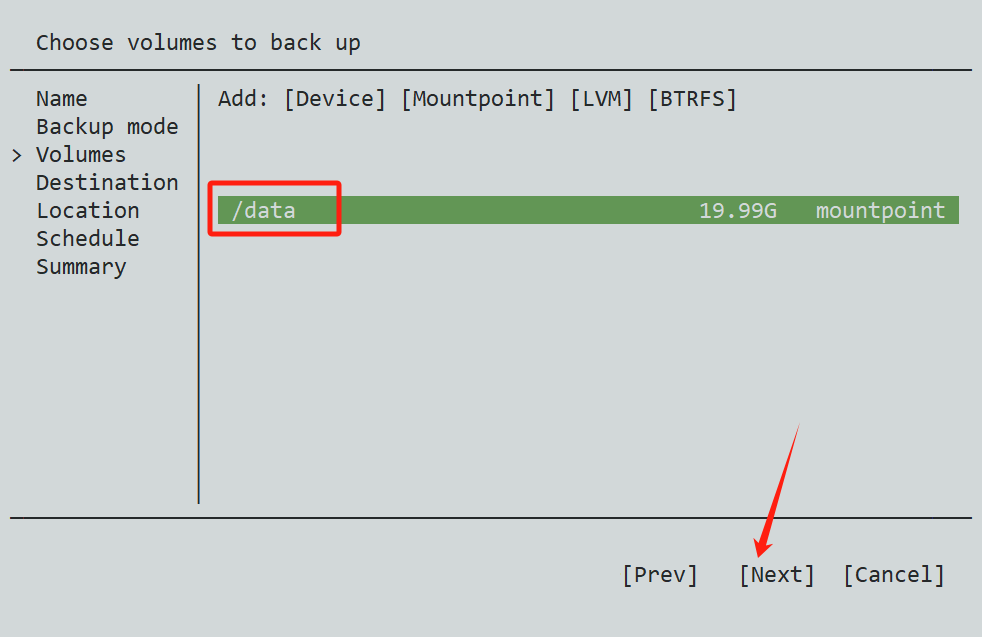 Choose volumes to back up
Name
Backup mode
> Volumes
Destination
Location
Schedule
Summary
Add: [Device] [Mountpoint] [LVM] [BTRFS]
/data 19.99G mountpoint
[Prev] [Next] [Cancel]